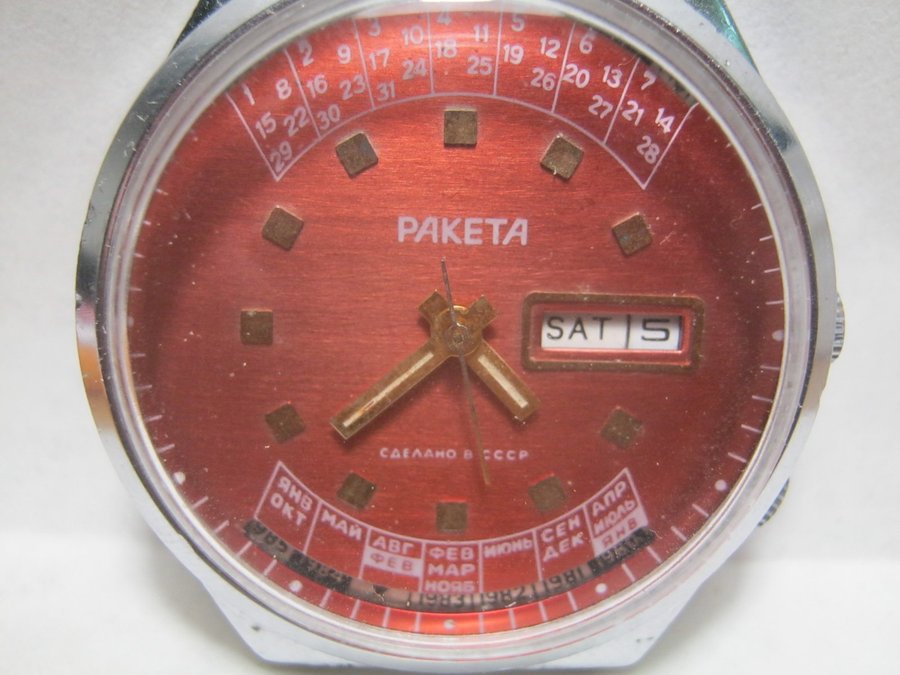 1 2 3 4 5 6 7
8 9 10 11 12 13 14
15 16 17 18 19 20 21
22 23 24 25 26 27 28
29 30 31
РАКЕТА
SAT 5
СДЕЛАНО В СССР
ЯНВ МАЙ АВГ ФЕВ ИЮНЬ СЕН АПР
ОКТ ФЕВ МАР ДЕК ИЮЛЬ
НОЯБ ЯНВ
1983 1982 1981